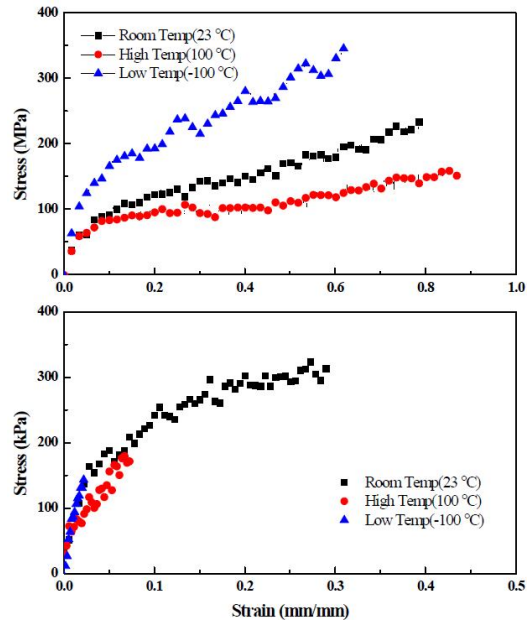 400
300
200
100
0
Stress (MPa)
Room Temp(23 °C)
High Temp(100 °C)
Low Temp(-100 °C)
0.0 0.2 0.4 0.6 0.8 1.0
400
300
200
100
0
Stress (kPa)
Room Temp(23 °C)
High Temp(100 °C)
Low Temp(-100 °C)
0.0 0.1 0.2 0.3 0.4 0.5
Strain (mm/mm)